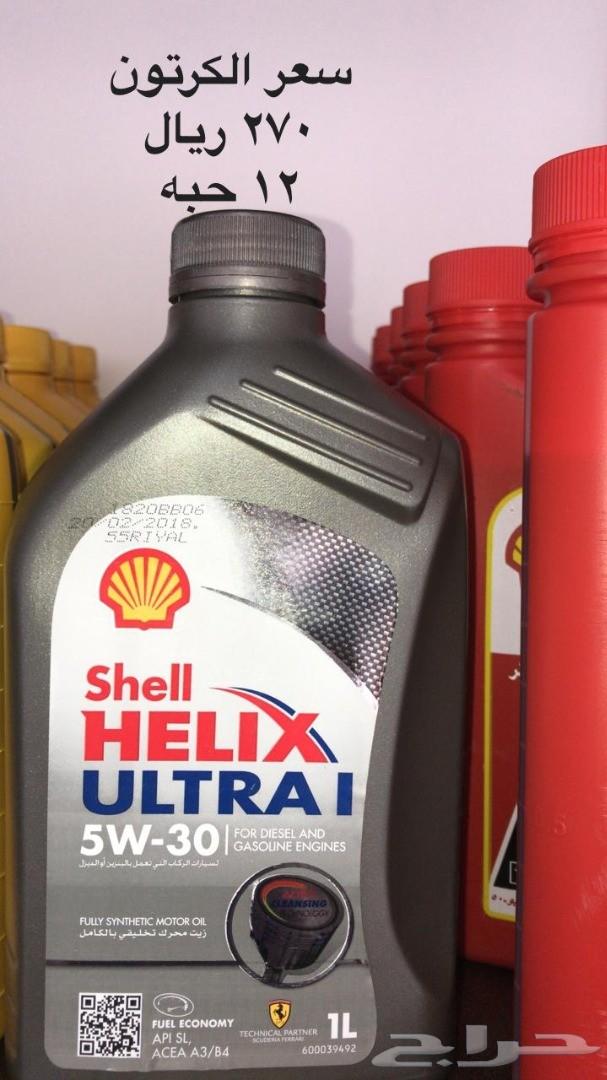 سعر الكرتون
٢٧٠ ريال
١٢ حبه
1820BB06
20/02/2018.
55RIYAL
Shell
HELIX
ULTRA I
5W-30
FOR DIESEL AND
GASOLINE ENGINES
لسيارات الركاب التي تعمل بالبنزين أو الديزل
CLEANSING
FULLY SYNTHETIC MOTOR OIL
زيت محرك تخليقي بالكامل
FUEL ECONOMY
API SL,
ACEA A3/B4
TECHNICAL PARTNER
SCUDERIA FERRARI
1L
600039492
حراج